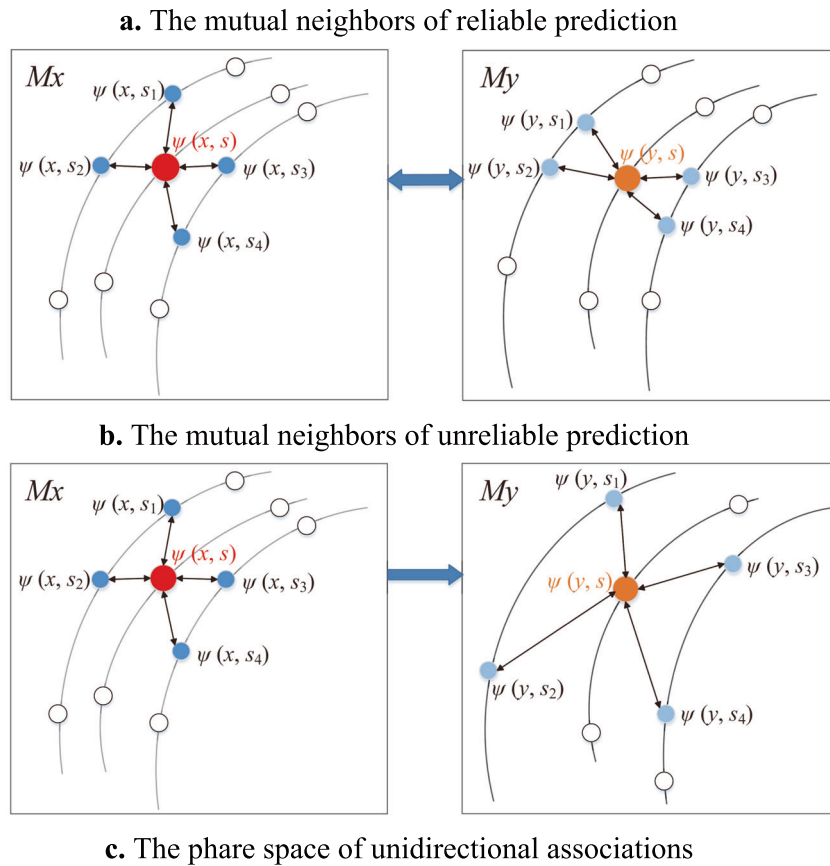 a. The mutual neighbors of reliable prediction
Mx
My
ψ (x, s1)
ψ (x, s)
ψ (x, s2)
ψ (x, s3)
ψ (x, s4)
ψ (y, s1)
ψ (y, s)
ψ (y, s2)
ψ (y, s3)
ψ (y, s4)
b. The mutual neighbors of unreliable prediction
Mx
My
ψ (x, s1)
ψ (x, s)
ψ (x, s2)
ψ (x, s3)
ψ (x, s4)
ψ (y, s1)
ψ (y, s3)
ψ (y, s)
ψ (y, s2)
ψ (y, s4)
c. The phare space of unidirectional associations